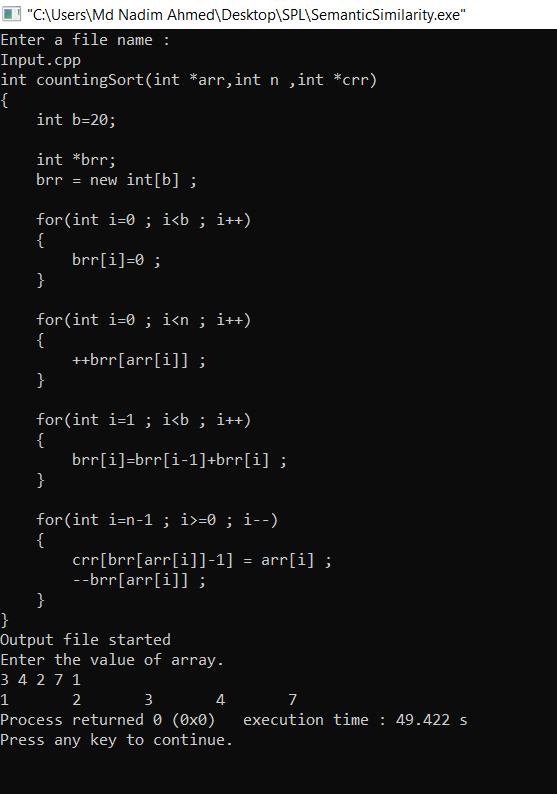 "C:\Users\Md Nadim Ahmed\Desktop\SPL\SemanticSimilarity.exe"
Enter a file name :
Input.cpp
int countingSort(int *arr,int n ,int *crr)
{
    int b=20;

    int *brr;
    brr = new int[b] ;

    for(int i=0 ; i<b ; i++)
    {
        brr[i]=0 ;
    }

    for(int i=0 ; i<n ; i++)
    {
        ++brr[arr[i]] ;
    }

    for(int i=1 ; i<b ; i++)
    {
        brr[i]=brr[i-1]+brr[i] ;
    }

    for(int i=n-1 ; i>=0 ; i--)
    {
        crr[brr[arr[i]]-1] = arr[i] ;
        --brr[arr[i]] ;
    }
}
Output file started
Enter the value of array.
3 4 2 7 1
1       2       3       4       7
Process returned 0 (0x0)   execution time : 49.422 s
Press any key to continue.